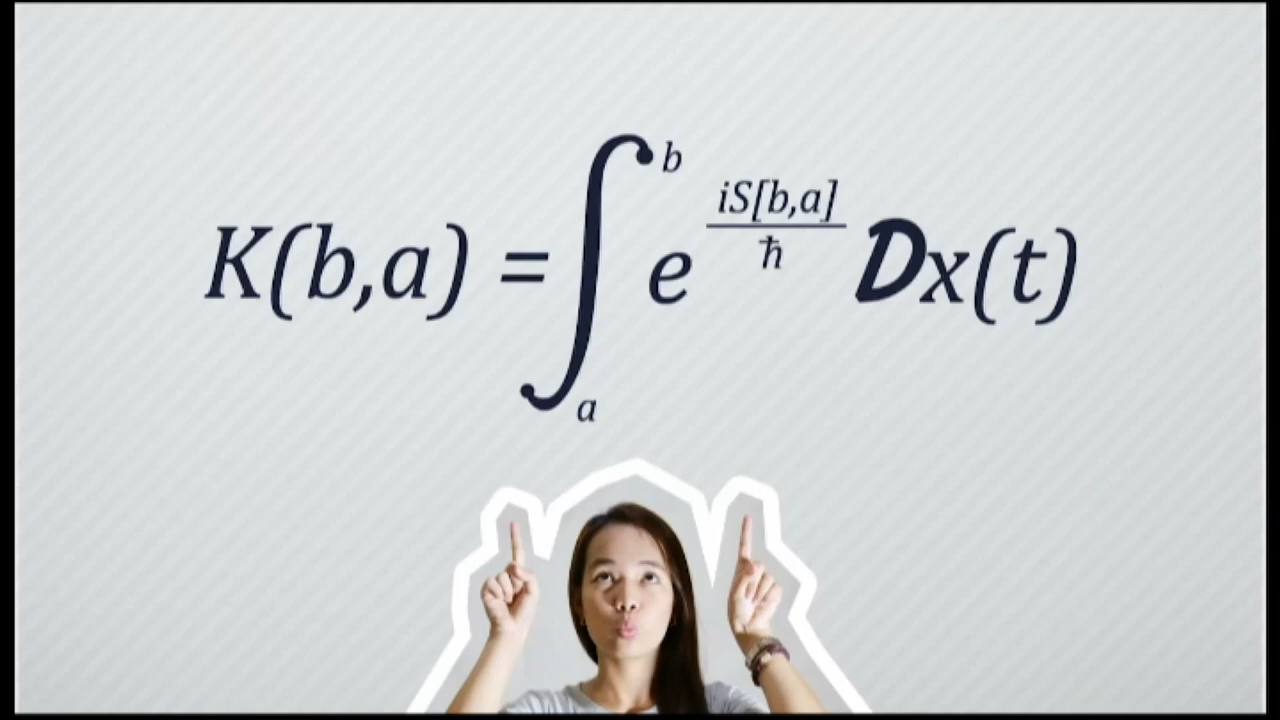 K(b,a) = ∫ₐᵇ e^(iS[b,a]/ħ) Dx(t)